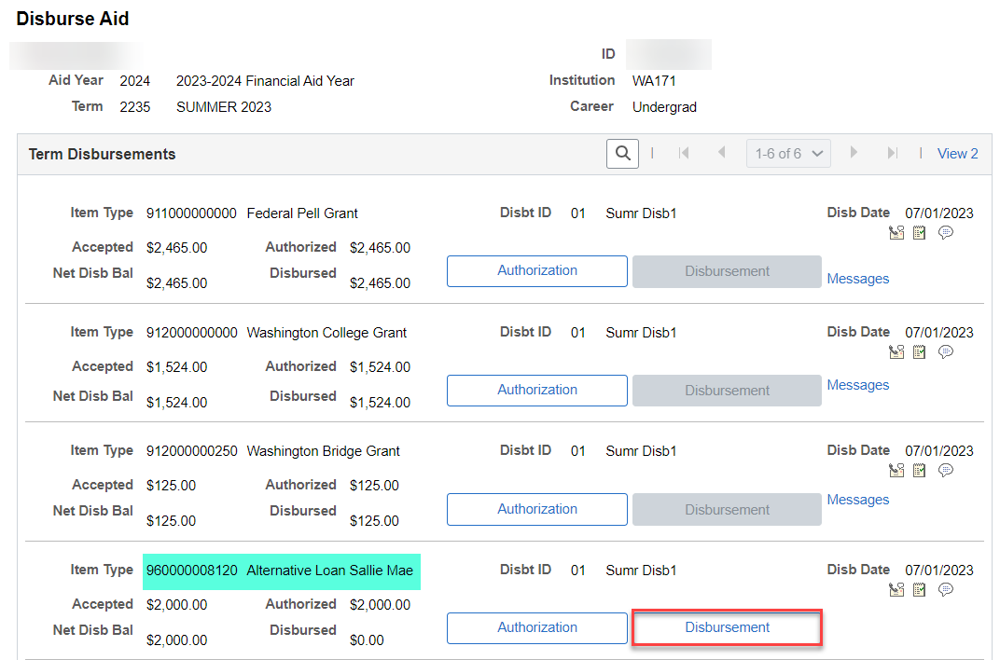 Disburse Aid
ID
Aid Year 2024 2023-2024 Financial Aid Year Institution WA171
Term 2235 SUMMER 2023 Career Undergrad
Term Disbursements 1-6 of 6 View 2
Item Type 911000000000 Federal Pell Grant Disbt ID 01 Sumr Disb1 Disb Date 07/01/2023
Accepted $2,465.00 Authorized $2,465.00
Net Disb Bal $2,465.00 Disbursed $2,465.00 Authorization Disbursement Messages
Item Type 912000000000 Washington College Grant Disbt ID 01 Sumr Disb1 Disb Date 07/01/2023
Accepted $1,524.00 Authorized $1,524.00
Net Disb Bal $1,524.00 Disbursed $1,524.00 Authorization Disbursement Messages
Item Type 912000000250 Washington Bridge Grant Disbt ID 01 Sumr Disb1 Disb Date 07/01/2023
Accepted $125.00 Authorized $125.00
Net Disb Bal $125.00 Disbursed $125.00 Authorization Disbursement Messages
Item Type 960000008120 Alternative Loan Sallie Mae Disbt ID 01 Sumr Disb1 Disb Date 07/01/2023
Accepted $2,000.00 Authorized $2,000.00
Net Disb Bal $2,000.00 Disbursed $0.00 Authorization Disbursement